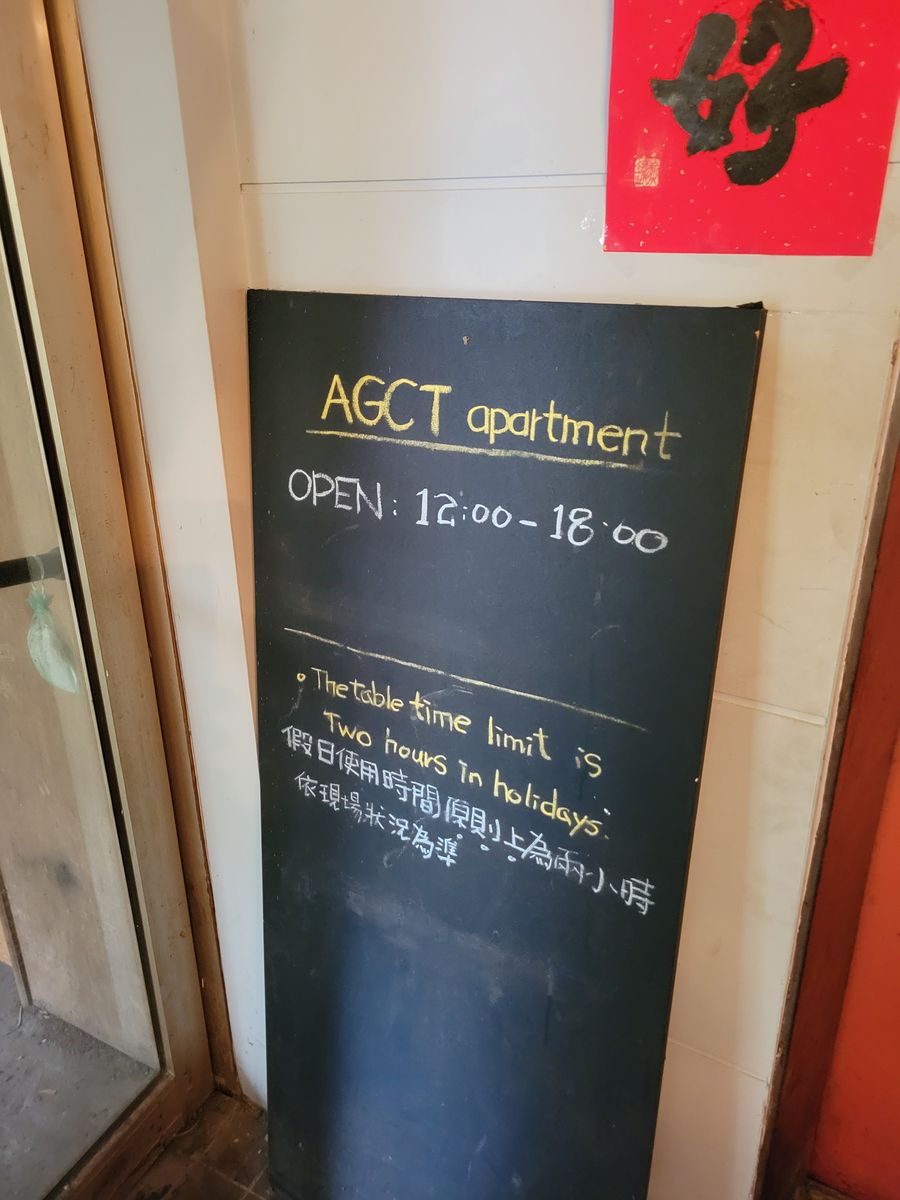 好
AGCT apartment
OPEN: 12:00 - 18:00
• The table time limit is
Two hours in holidays.
假日使用時間原則上為兩小時
依現場狀況為準